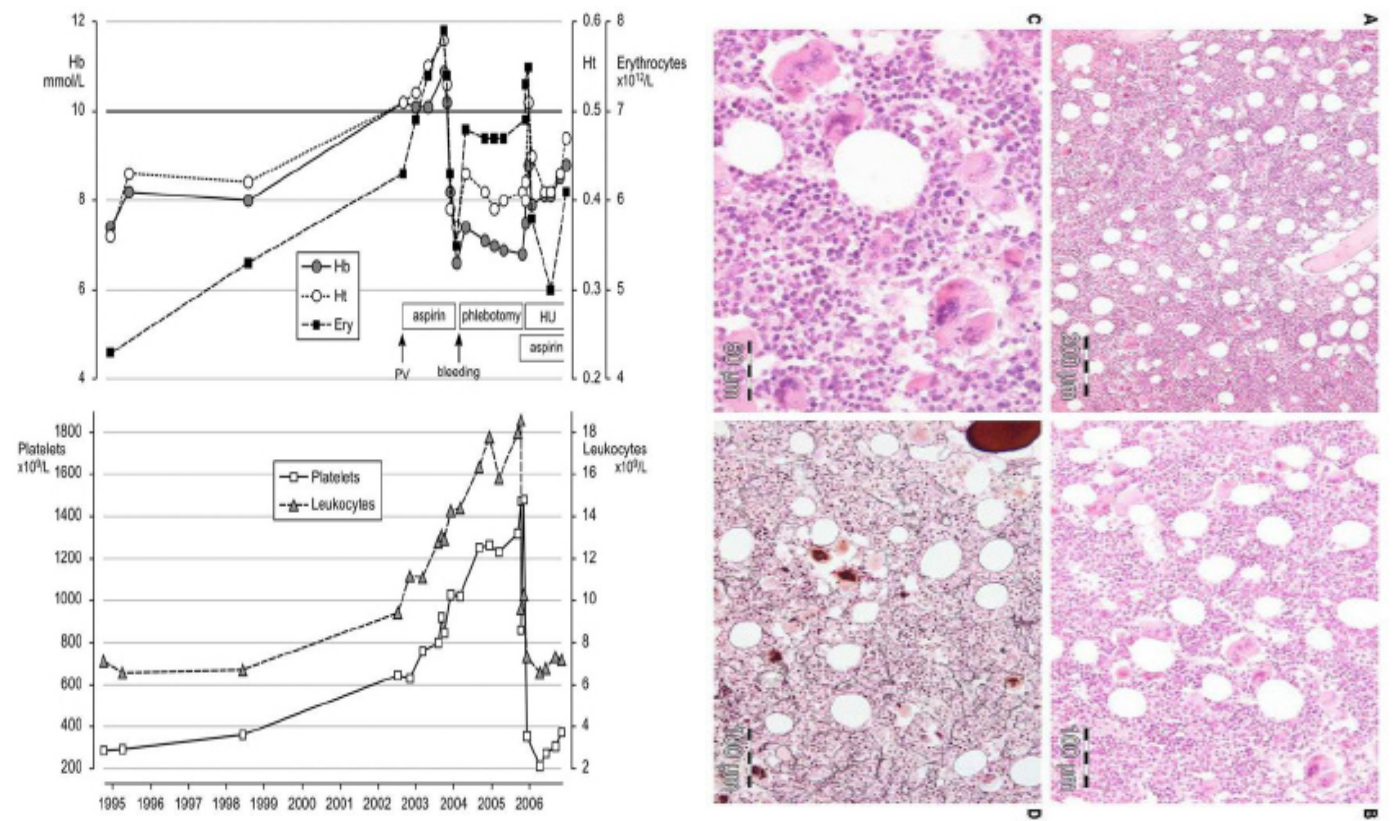 12
0.6
8
Hb
mmol/L
Ht
Erythrocytes
x10¹²/L
10
0.5
7
8
0.4
6
6
0.3
5
4
0.2
4
Hb
Ht
Ery
aspirin
phlebotomy
HU
aspirin
PV
bleeding
1800
18
Platelets
x10⁹/L
Leukocytes
x10⁹/L
1600
16
1400
14
1200
12
1000
10
800
8
600
6
400
4
200
2
Platelets
Leukocytes
1995 1996 1997 1998 1999 2000 2001 2002 2003 2004 2005 2006
C
A
50 µm
200 µm
100 µm
100 µm
D
B